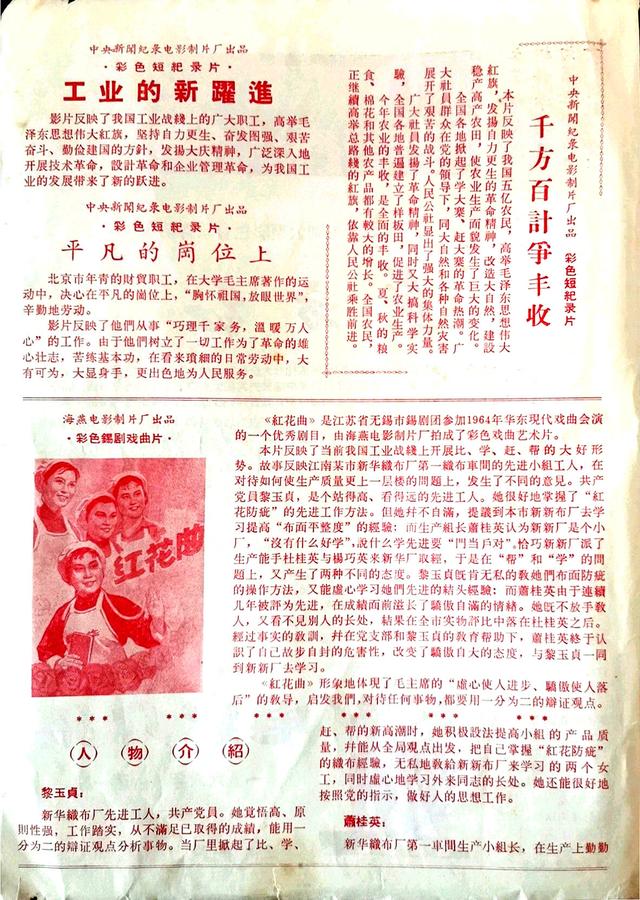 中央新聞紀录电影制片厂出品
·彩色短紀录片·
工业的新躍進
影片反映了我国工业战綫上的广大职工，高举毛
泽东思想伟大紅旗，坚持自力更生、奋发图强、艰苦
奋斗、勤俭建国的方針，发揚大庆精神，广泛深入地
开展技术革命，設計革命和企业管理革命，为我国工
业的发展带来了新的跃进。
中央新聞紀录电影制片厂出品
·彩色短紀录片·
平凡的崗位上
北京市年青的財貿职工，在大学毛主席著作的运
动中，决心在平凡的崗位上，“胸怀祖国，放眼世界”，
辛勤地劳动。
影片反映了他們从事“巧理千家务，溫暖万人
心”的工作。由于他們树立了一切工作为了革命的雄
心壮志，苦练基本功，在看来瑣細的日常劳动中，大
有可为，大显身手，更出色地为人民服务。
中央新聞紀录电影制片厂出品 彩色短紀录片
千方百計爭丰收
本片反映了我国五亿农民，高举毛泽东思想伟大
紅旗，发揚自力更生的革命精神，改造大自然，建設
稳产高产农田，使农业生产面貌发生了巨大的变化。
全国各地掀起了学大寨、赶大寨的革命热潮。广
大社員群众在党的領导下，同大自然和各种自然灾害
展开了艰苦的战斗。人民公社显出了强大的集体力量。
广大社員发揚了革命精神，同时又大搞科学实
驗，全国各地普遍建立了样板田，促进了农业生产。
今年农业的丰收，是全面的丰收。夏、秋的粮
食、棉花和其他农产品都有較大的增长。全国农民，
正继續高举总路綫的紅旗，依靠人民公社乘胜前进。
海燕电影制片厂出品
·彩色錫剧戏曲片·
红花曲
《紅花曲》是江苏省无錫市錫剧团参加1964年华东現代戏曲会演
的一个优秀剧目，由海燕电影制片厂拍成了彩色戏曲艺术片。
本片反映了当前我国工业战綫上开展比、学、赶、帮的大好形
势。故事反映江南某市新华織布厂第一織布車間的先进小組工人，在
对待如何使生产质量更上一层楼的問題上，发生了不同的意見。共产
党員黎玉貞，是个站得高、看得远的先进工人。她很好地掌握了“紅
花防疵”的先进工作方法。但她幷不自滿，提議到本市新新布厂去学
习提高“布面平整度”的經驗；而生产組长蕭桂英认为新新厂是个小
厂，“沒有什么好学”，說什么学先进要“門当戶对”。恰巧新新厂派了
生产能手杜桂英与楊巧英来新华厂取經，于是在“帮”和“学”的問
題上，又产生了两种不同的态度。黎玉貞既肯无私的敎她們布面防疵
的操作方法，又能虛心学习她們先进的結头經驗；而蕭桂英由于連續
几年被評为先进，在成績面前滋长了驕傲自滿的情緒。她既不放手敎
人，又看不見別人的长处，結果在全市实物評比中落在杜桂英之后。
經过事实的敎訓，幷在党支部和黎玉貞的敎育帮助下，蕭桂英終于认
識了自己故步自封的危害性，改变了驕傲自大的态度，与黎玉貞一同
到新新厂去学习。
《紅花曲》形象地体現了毛主席的“虛心使人进步、驕傲使人落
后”的敎导，启发我們，对待任何事物，都要用一分为二的辯証观点。
*** *** *** *** *** ***
人物介紹
黎玉貞：
新华織布厂先进工人，共产党員。她觉悟高、原
則性强，工作踏实，从不滿足已取得的成績，能用一
分为二的辯証观点分析事物。当厂里掀起了比、学、
赶、帮的新高潮时，她积极設法提高小組的产品质
量，幷能从全局观点出发，把自己掌握“紅花防疵”
的織布經驗，无私地敎給新新布厂来学习的两个女
工，同时虛心地学习外来同志的长处。她还能很好地
按照党的指示，做好人的思想工作。
蕭桂英：
新华織布厂第一車間生产小組长，在生产上勤勤